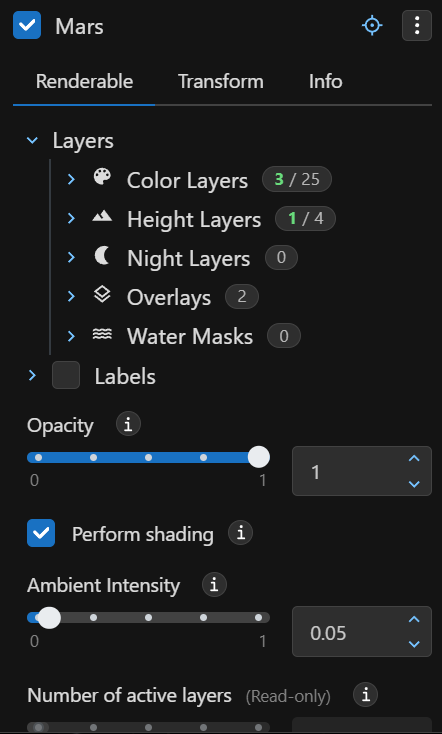 Mars
Renderable Transform Info
Layers
Color Layers 3 / 25
Height Layers 1 / 4
Night Layers 0
Overlays 2
Water Masks 0
Labels
Opacity i
0 1 1
Perform shading i
Ambient Intensity i
0 1 0.05
Number of active layers (Read-only) i